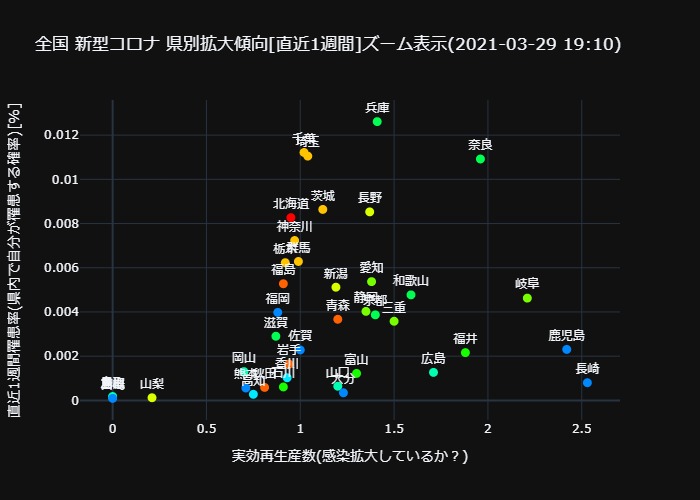 全国 新型コロナ 県別拡大傾向[直近1週間]ズーム表示(2021-03-29 19:10)
直近1週間罹患率(県内で自分が罹患する確率)[%]
0.012
0.01
0.008
0.006
0.004
0.002
0
兵庫
千葉
埼玉
奈良
茨城
長野
北海道
神奈川
栃木
群馬
福島
愛知
新潟
和歌山
岐阜
福岡
青森
静岡
京都
三重
滋賀
佐賀
鹿児島
福井
岩手
岡山
香川
富山
広島
長崎
熊本
秋田
石川
山口
大分
高知
山梨
0
0.5
1
1.5
2
2.5
実効再生産数(感染拡大しているか？)